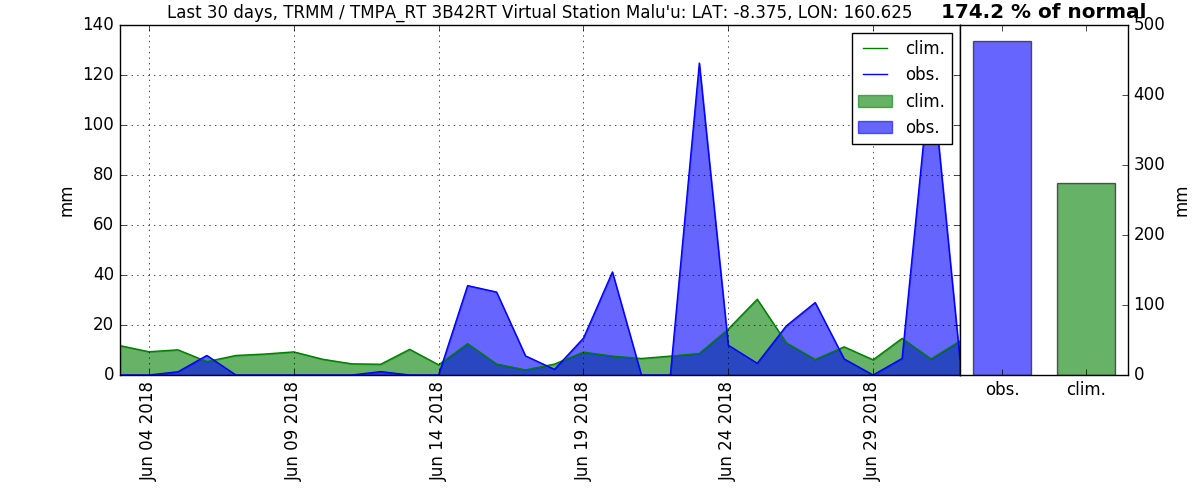 Last 30 days, TRMM / TMPA_RT 3B42RT Virtual Station Malu'u: LAT: -8.375, LON: 160.625
174.2 % of normal
140
120
100
80
60
40
20
0
mm
clim.
obs.
clim.
obs.
500
400
300
200
100
0
mm
Jun 04 2018
Jun 09 2018
Jun 14 2018
Jun 19 2018
Jun 24 2018
Jun 29 2018
obs.
clim.